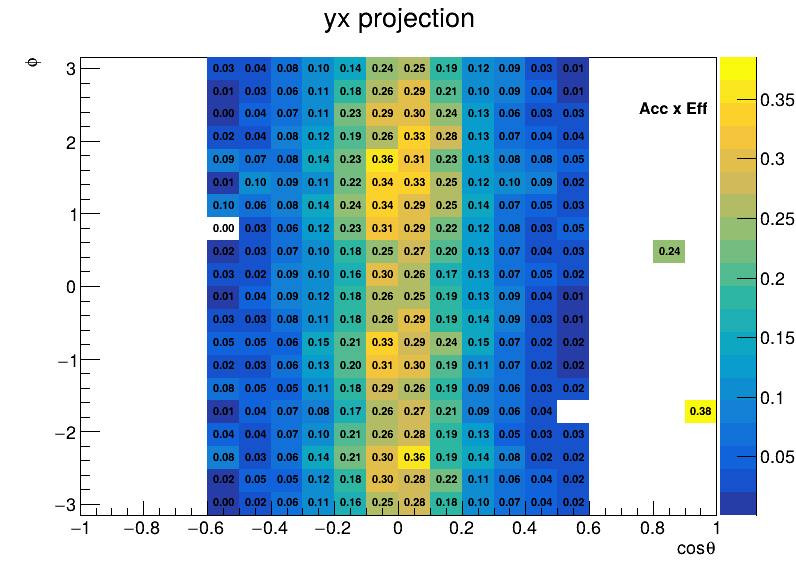 yx projection
φ
3 0.03 0.04 0.08 0.10 0.14 0.24 0.25 0.19 0.12 0.09 0.03 0.01
0.01 0.03 0.06 0.11 0.18 0.26 0.29 0.21 0.10 0.09 0.04 0.01 0.35
0.00 0.04 0.07 0.11 0.23 0.29 0.30 0.24 0.13 0.06 0.03 0.03 Acc x Eff
2 0.02 0.04 0.08 0.12 0.19 0.26 0.33 0.28 0.13 0.07 0.04 0.04
0.09 0.07 0.08 0.14 0.23 0.36 0.31 0.23 0.13 0.08 0.08 0.05 0.3
0.01 0.10 0.09 0.11 0.22 0.34 0.33 0.25 0.12 0.10 0.09 0.02
0.10 0.06 0.08 0.14 0.24 0.34 0.29 0.25 0.14 0.07 0.05 0.03 0.25
1 0.00 0.03 0.06 0.12 0.23 0.31 0.29 0.22 0.12 0.08 0.03 0.05
0.02 0.03 0.07 0.10 0.18 0.25 0.27 0.20 0.13 0.07 0.04 0.03 0.24
0.03 0.02 0.09 0.10 0.16 0.30 0.26 0.17 0.13 0.07 0.05 0.02 0.2
0 0.01 0.04 0.09 0.12 0.18 0.26 0.25 0.19 0.13 0.09 0.04 0.01
0.03 0.03 0.08 0.11 0.18 0.26 0.29 0.19 0.14 0.09 0.03 0.01 0.15
0.05 0.05 0.06 0.15 0.21 0.33 0.29 0.24 0.15 0.07 0.02 0.02
−1 0.02 0.03 0.06 0.13 0.20 0.31 0.30 0.19 0.11 0.07 0.03 0.02
0.08 0.05 0.05 0.11 0.18 0.29 0.26 0.19 0.09 0.06 0.03 0.02 0.1
0.01 0.04 0.07 0.08 0.17 0.26 0.27 0.21 0.09 0.06 0.04 0.38
−2 0.04 0.04 0.07 0.10 0.21 0.26 0.28 0.19 0.13 0.05 0.03 0.03
0.08 0.03 0.06 0.14 0.21 0.30 0.36 0.19 0.14 0.08 0.02 0.02 0.05
0.02 0.05 0.05 0.12 0.18 0.30 0.28 0.22 0.11 0.06 0.03 0.02
−3 0.00 0.02 0.06 0.11 0.16 0.25 0.28 0.18 0.10 0.07 0.04 0.02
−1 −0.8 −0.6 −0.4 −0.2 0 0.2 0.4 0.6 0.8 1
cosθ